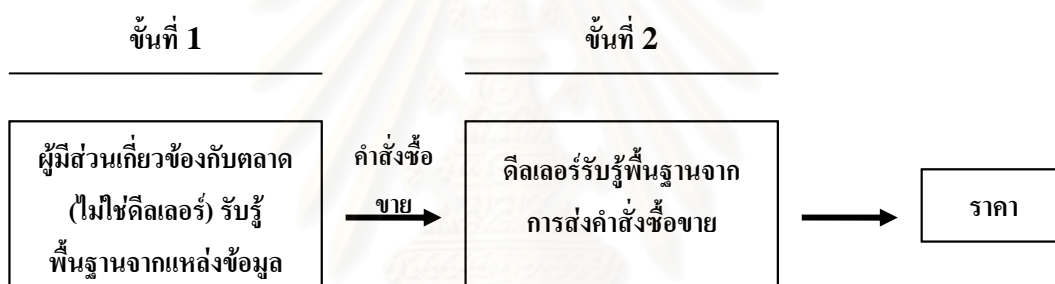 ขั้นที่ 1
ขั้นที่ 2
ผู้มีส่วนเกี่ยวข้องกับตลาด
(ไม่ใช่ดีลเลอร์) รับรู้
พื้นฐานจากแหล่งข้อมูล
คำสั่งซื้อ
ขาย
ดีลเลอร์รับรู้พื้นฐานจาก
การส่งคำสั่งซื้อขาย
ราคา